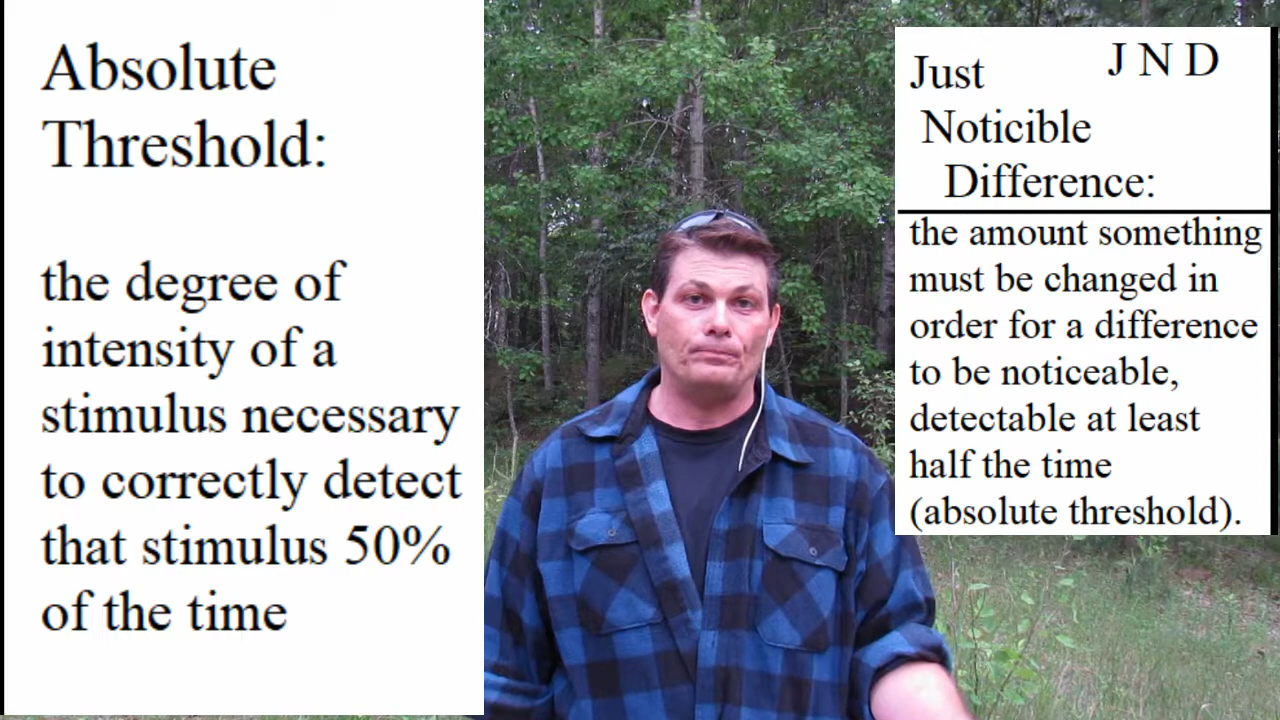 Absolute
Threshold:
the degree of
intensity of a
stimulus necessary
to correctly detect
that stimulus 50%
of the time
J N D
Just
Noticible
Difference:
the amount something
must be changed in
order for a difference
to be noticeable,
detectable at least
half the time
(absolute threshold).